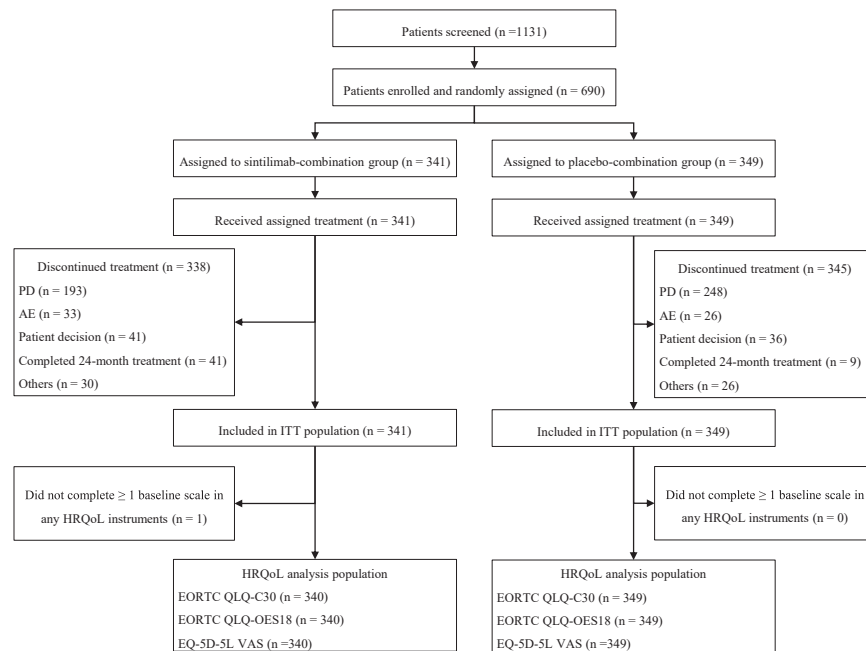 Patients screened (n =1131)
Patients enrolled and randomly assigned (n = 690)
Assigned to sintilimab-combination group (n = 341)
Assigned to placebo-combination group (n = 349)
Received assigned treatment (n = 341)
Received assigned treatment (n = 349)
Discontinued treatment (n = 338)
PD (n = 193)
AE (n = 33)
Patient decision (n = 41)
Completed 24-month treatment (n = 41)
Others (n = 30)
Discontinued treatment (n = 345)
PD (n = 248)
AE (n = 26)
Patient decision (n = 36)
Completed 24-month treatment (n = 9)
Others (n = 26)
Included in ITT population (n = 341)
Included in ITT population (n = 349)
Did not complete ≥ 1 baseline scale in
any HRQoL instruments (n = 1)
Did not complete ≥ 1 baseline scale in
any HRQoL instruments (n = 0)
HRQoL analysis population
EORTC QLQ-C30 (n = 340)
EORTC QLQ-OES18 (n = 340)
EQ-5D-5L VAS (n =340)
HRQoL analysis population
EORTC QLQ-C30 (n = 349)
EORTC QLQ-OES18 (n = 349)
EQ-5D-5L VAS (n =349)